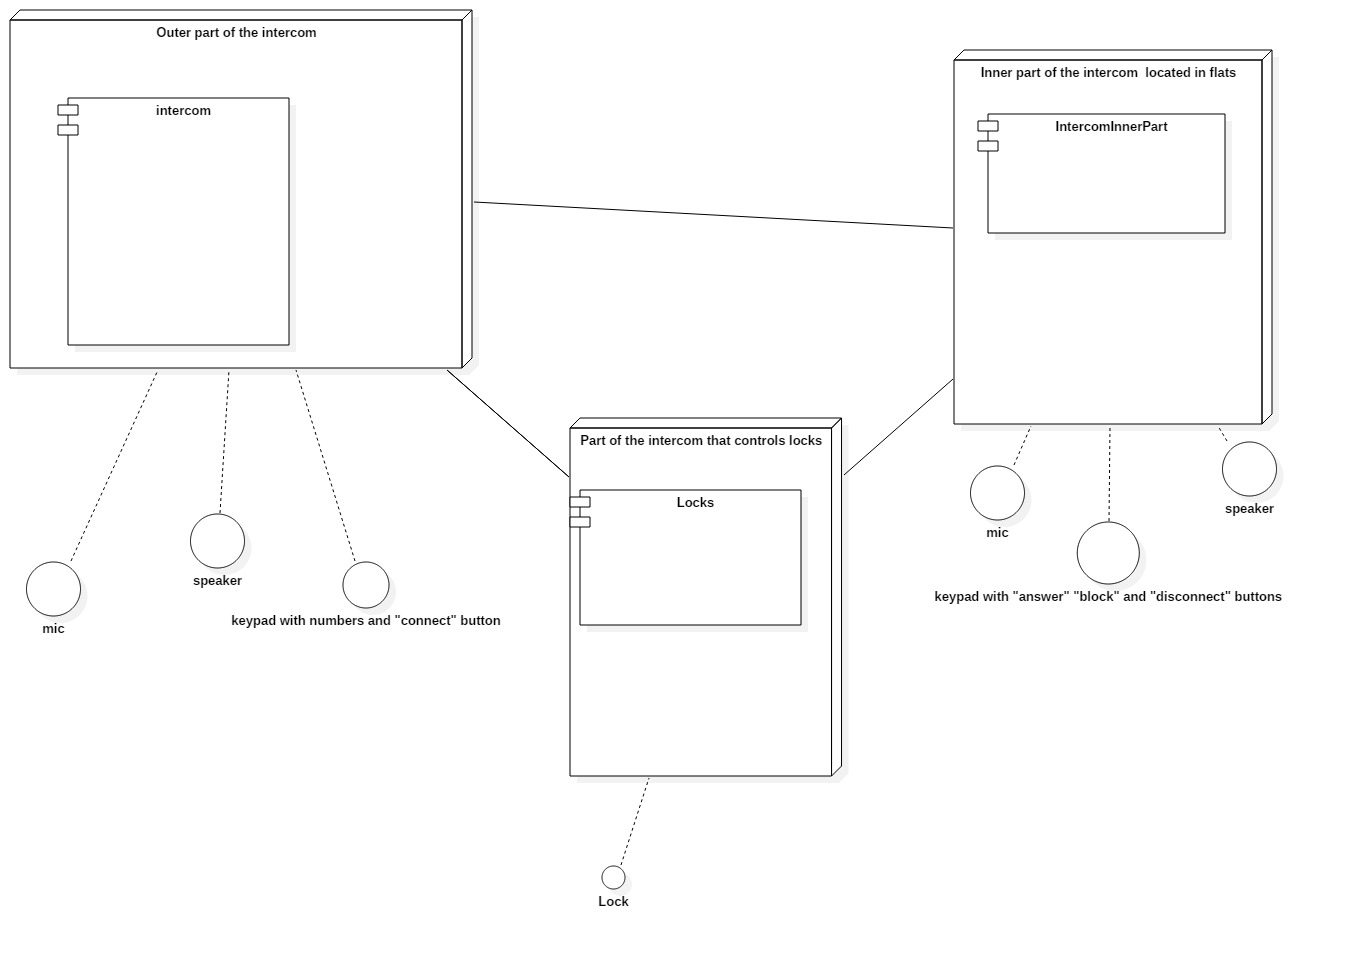 Outer part of the intercom
intercom
Inner part of the intercom  located in flats
IntercomInnerPart
Part of the intercom that controls locks
Locks
mic
speaker
keypad with numbers and "connect" button
mic
speaker
keypad with "answer" "block" and "disconnect" buttons
Lock